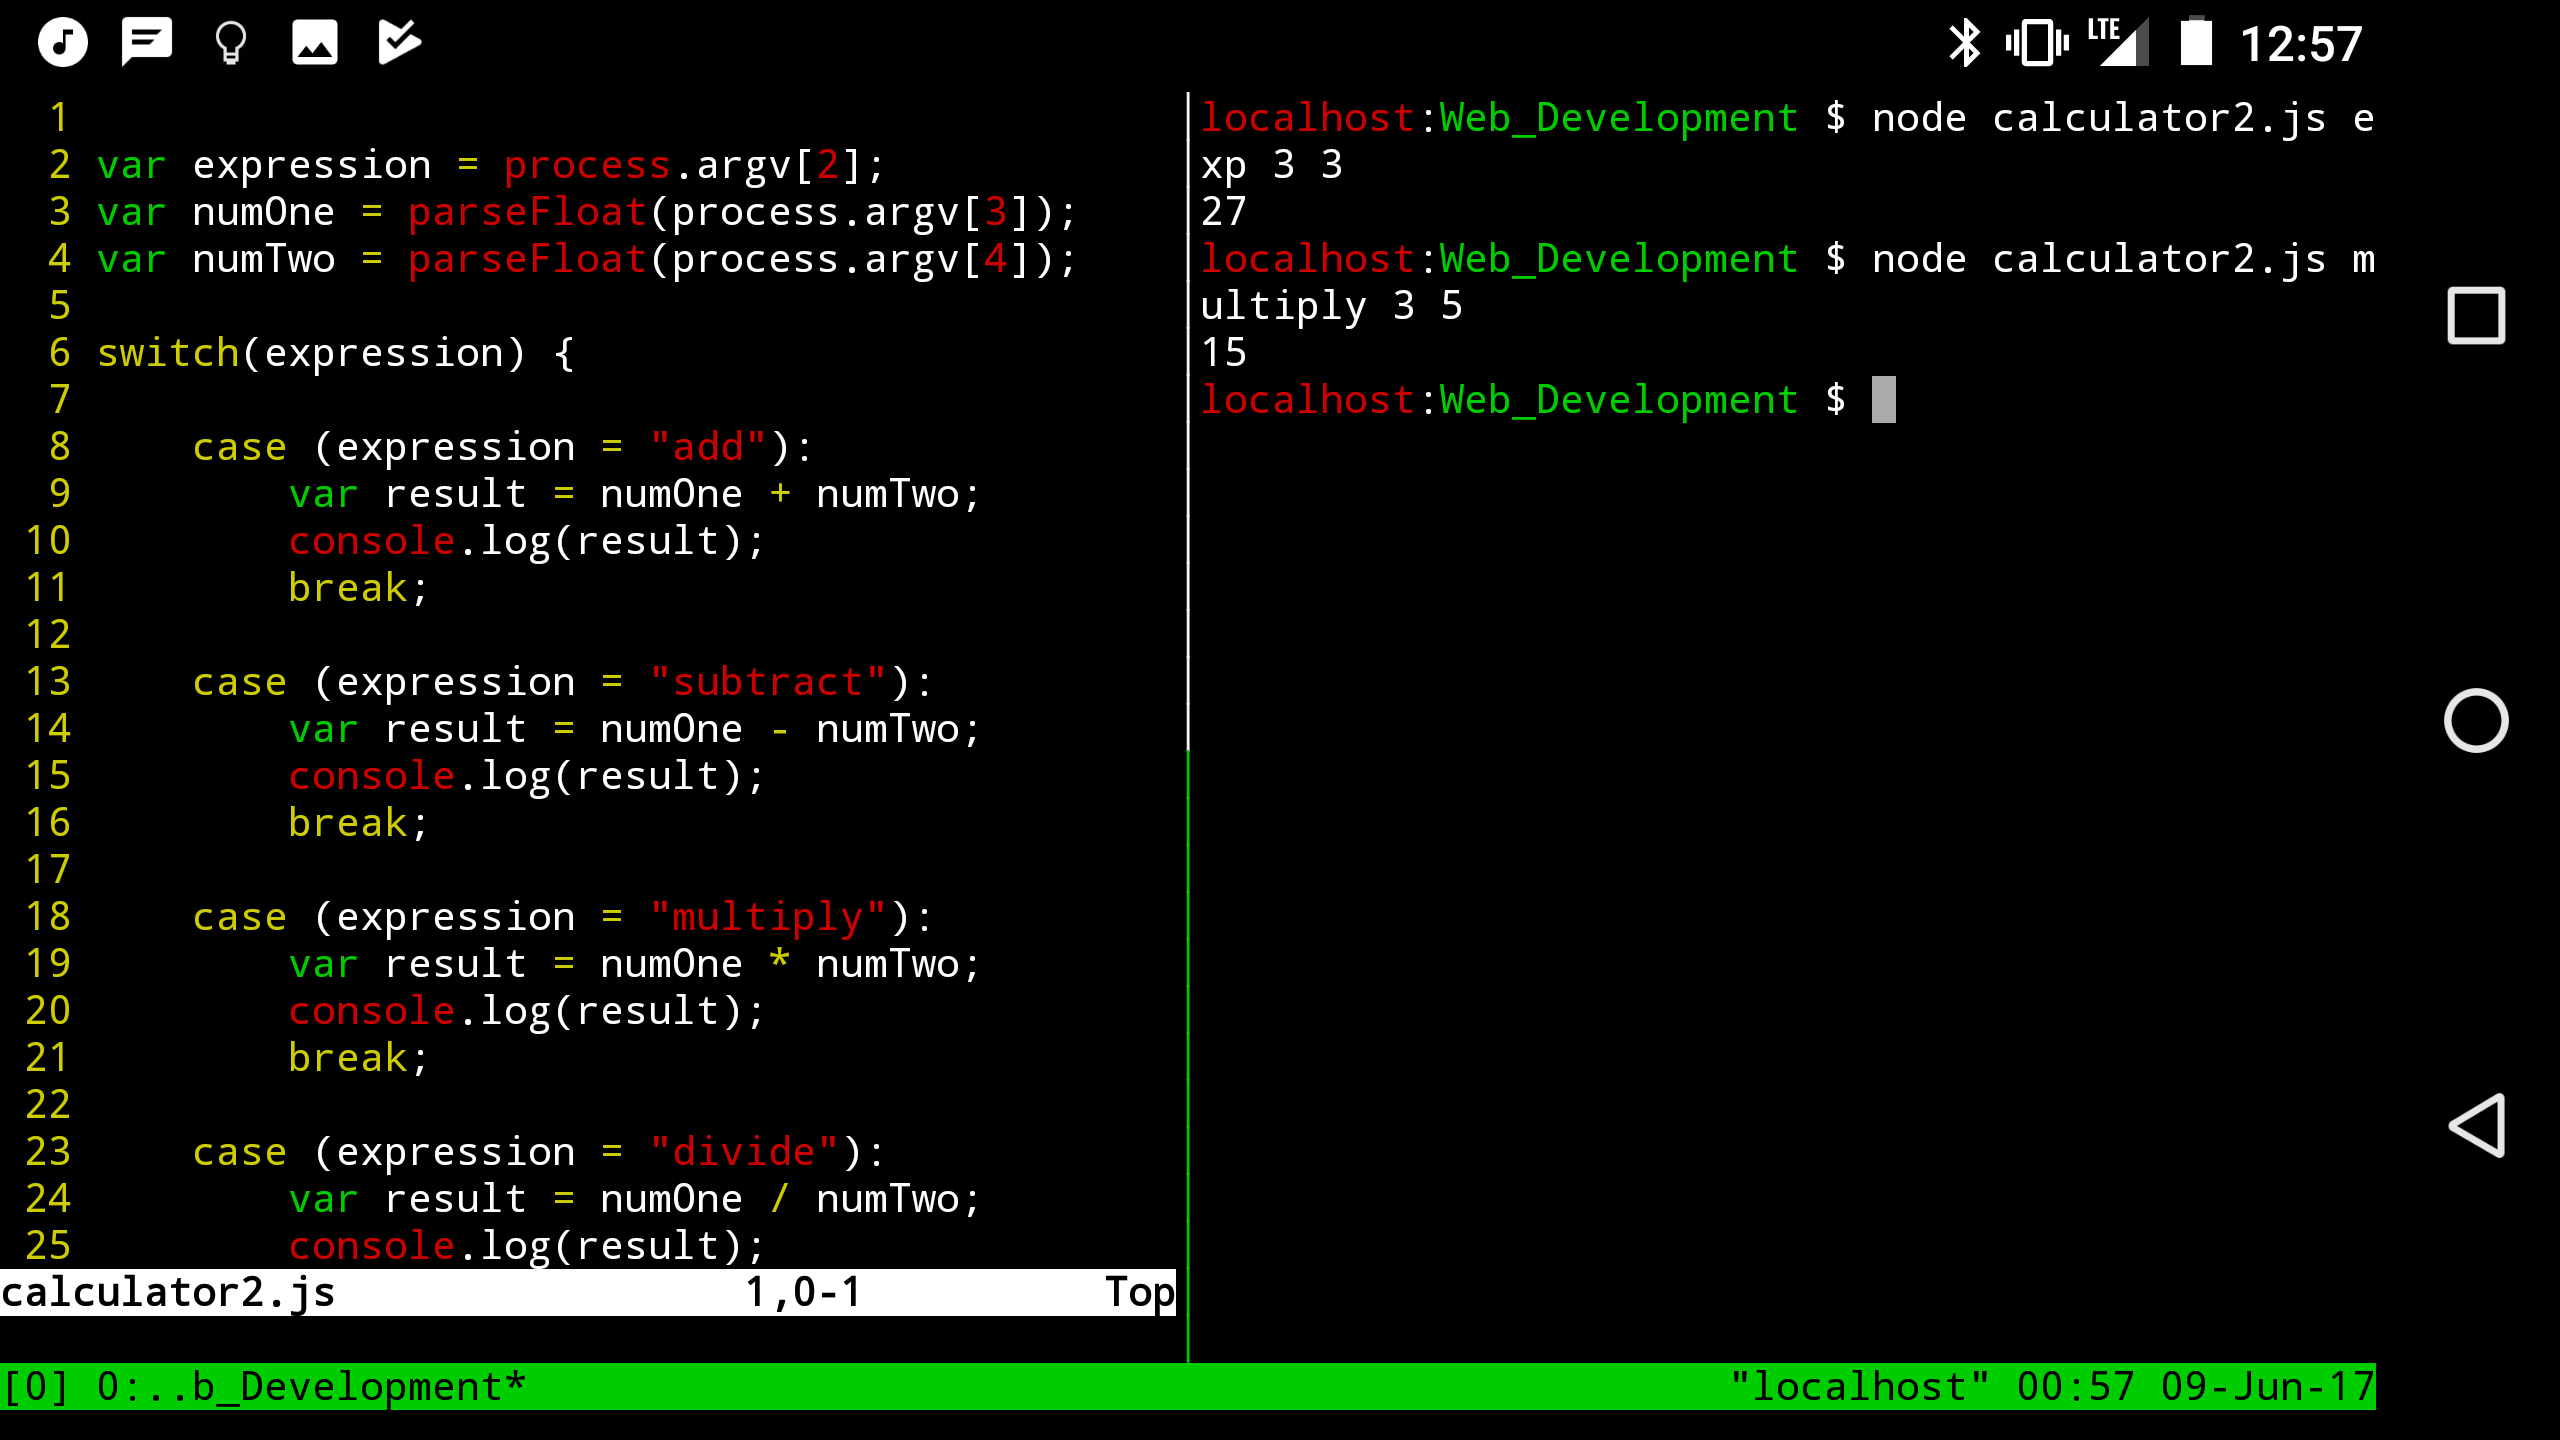 LTE 12:57
1
2 var expression = process.argv[2];
3 var numOne = parseFloat(process.argv[3]);
4 var numTwo = parseFloat(process.argv[4]);
5
6 switch(expression) {
7
8     case (expression = "add"):
9         var result = numOne + numTwo;
10         console.log(result);
11         break;
12
13     case (expression = "subtract"):
14         var result = numOne - numTwo;
15         console.log(result);
16         break;
17
18     case (expression = "multiply"):
19         var result = numOne * numTwo;
20         console.log(result);
21         break;
22
23     case (expression = "divide"):
24         var result = numOne / numTwo;
25         console.log(result);
calculator2.js 1,0-1 Top
localhost:Web_Development $ node calculator2.js e
xp 3 3
27
localhost:Web_Development $ node calculator2.js m
ultiply 3 5
15
localhost:Web_Development $
[0] 0:..b_Development* "localhost" 00:57 09-Jun-17